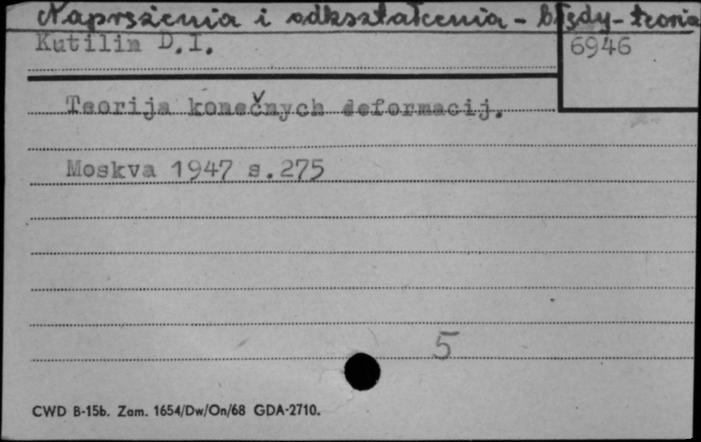 Naprężenia i odkształcenia - błędy - teoria
Kutilin D.I.
6946
Teorija konečnych deformacij.
Moskva 1947 s.275
5
CWD B-15b. Zam. 1654/Dw/On/68 GDA-2710.